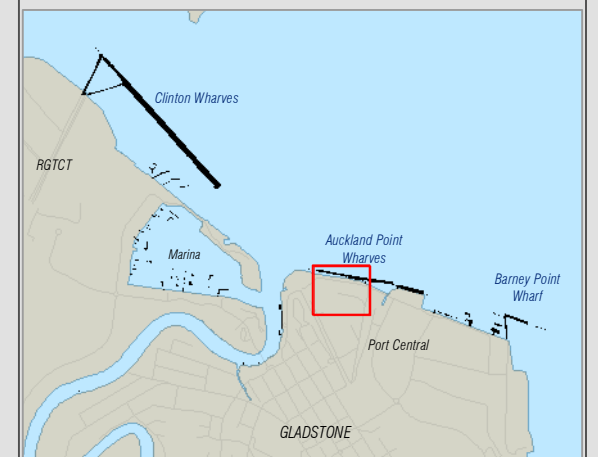 Clinton Wharves
RGTCT
Auckland Point
Wharves
Marina
Barney Point
Wharf
Port Central
GLADSTONE